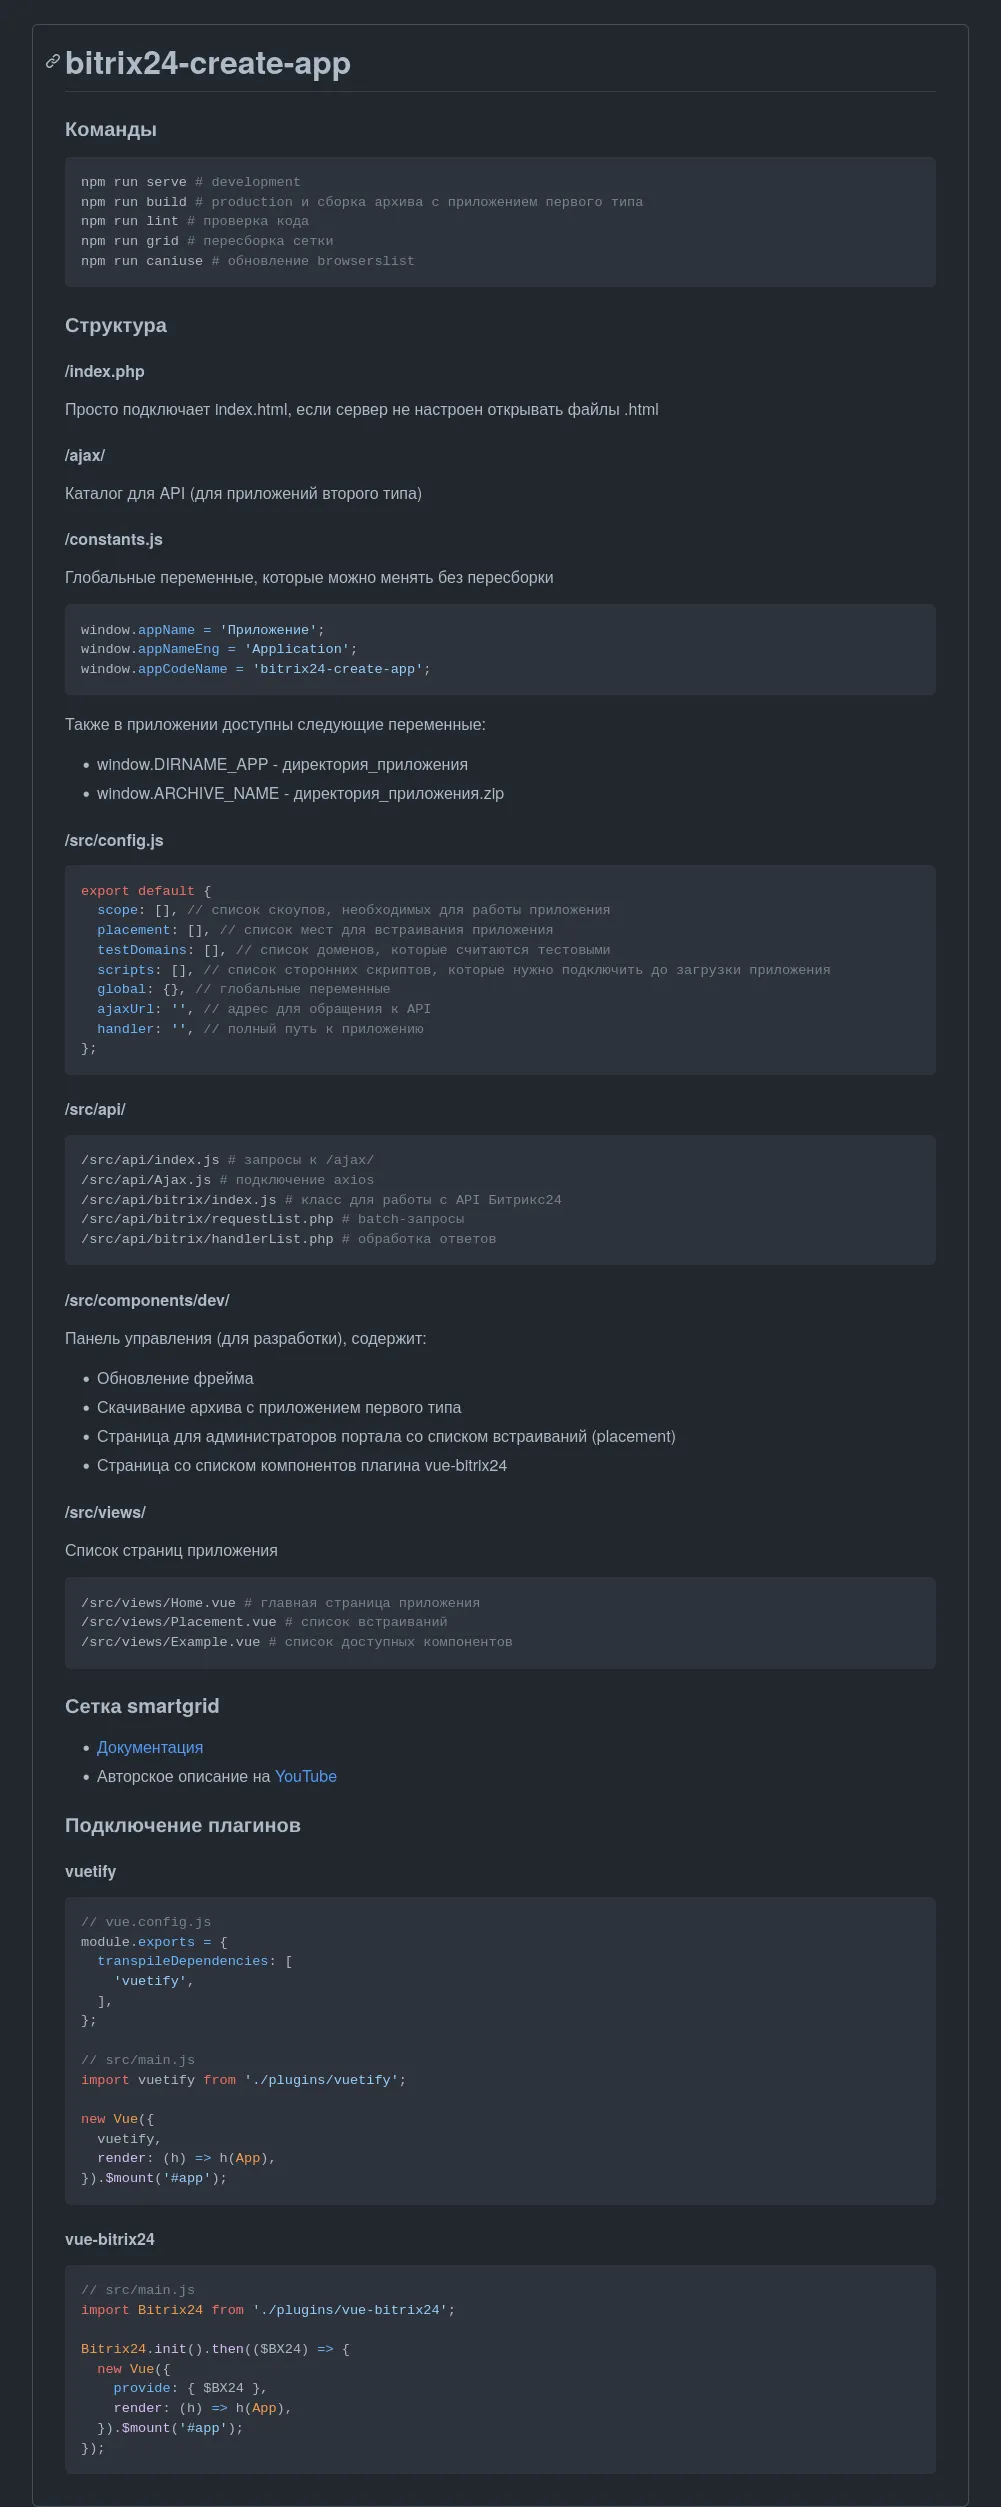 bitrix24-create-app
Команды
npm run serve # development
npm run build # production и сборка архива с приложением первого типа
npm run lint # проверка кода
npm run grid # пересборка сетки
npm run caniuse # обновление browserslist
Структура
/index.php
Просто подключает index.html, если сервер не настроен открывать файлы .html
/ajax/
Каталог для API (для приложений второго типа)
/constants.js
Глобальные переменные, которые можно менять без пересборки
window.appName = 'Приложение';
window.appNameEng = 'Application';
window.appCodeName = 'bitrix24-create-app';
Также в приложении доступны следующие переменные:
• window.DIRNAME_APP - директория_приложения
• window.ARCHIVE_NAME - директория_приложения.zip
/src/config.js
export default {
  scope: [], // список скоупов, необходимых для работы приложения
  placement: [], // список мест для встраивания приложения
  testDomains: [], // список доменов, которые считаются тестовыми
  scripts: [], // список сторонних скриптов, которые нужно подключить до загрузки приложения
  global: {}, // глобальные переменные
  ajaxUrl: '', // адрес для обращения к API
  handler: '', // полный путь к приложению
};
/src/api/
/src/api/index.js # запросы к /ajax/
/src/api/Ajax.js # подключение axios
/src/api/bitrix/index.js # класс для работы с API Битрикс24
/src/api/bitrix/requestList.php # batch-запросы
/src/api/bitrix/handlerList.php # обработка ответов
/src/components/dev/
Панель управления (для разработки), содержит:
• Обновление фрейма
• Скачивание архива с приложением первого типа
• Страница для администраторов портала со списком встраиваний (placement)
• Страница со списком компонентов плагина vue-bitrix24
/src/views/
Список страниц приложения
/src/views/Home.vue # главная страница приложения
/src/views/Placement.vue # список встраиваний
/src/views/Example.vue # список доступных компонентов
Сетка smartgrid
• Документация
• Авторское описание на YouTube
Подключение плагинов
vuetify
// vue.config.js
module.exports = {
  transpileDependencies: [
    'vuetify',
  ],
};
// src/main.js
import vuetify from './plugins/vuetify';
new Vue({
  vuetify,
  render: (h) => h(App),
}).$mount('#app');
vue-bitrix24
// src/main.js
import Bitrix24 from './plugins/vue-bitrix24';
Bitrix24.init().then(($BX24) => {
  new Vue({
    provide: { $BX24 },
    render: (h) => h(App),
  }).$mount('#app');
});